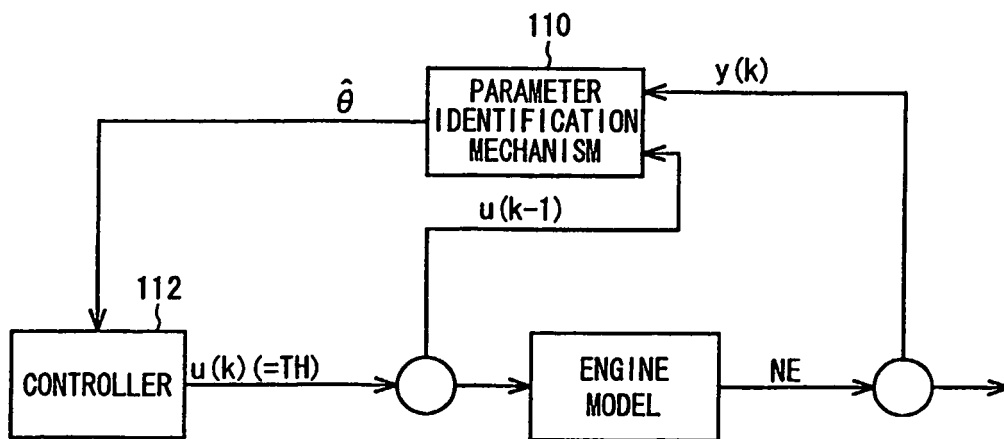 110
y(k)
θ̂
PARAMETER
IDENTIFICATION
MECHANISM
u(k-1)
112
CONTROLLER
u(k)(=TH)
ENGINE
MODEL
NE